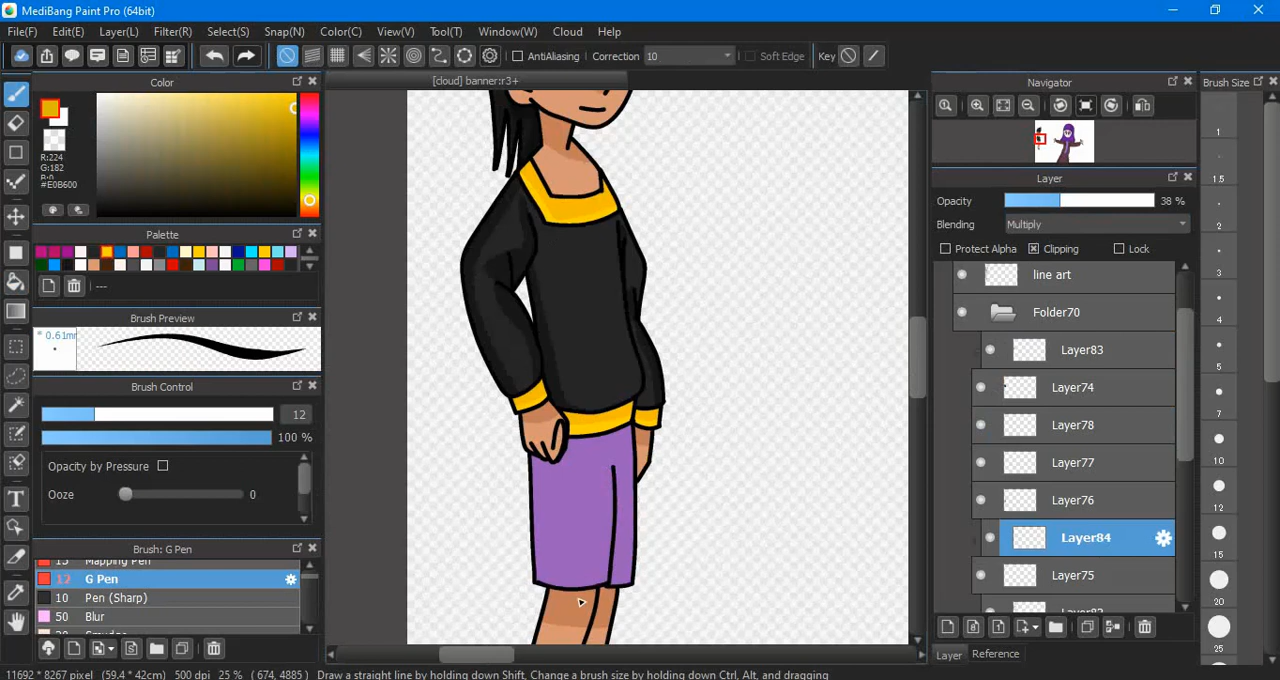 MediBang Paint Pro (64bit)
File(F) Edit(E) Layer(L) Filter(R) Select(S) Snap(N) Color(C) View(V) Tool(T) Window(W) Cloud Help
AntiAliasing Correction 10 Soft Edge Key
Color
[cloud] banner:r3+
Navigator
Brush Size
R:224
G:182
#E0B600
Palette
---
Brush Preview
* 0.61mm
Brush Control
12
100 %
Opacity by Pressure
Ooze 0
Brush: G Pen
Mapping Pen
12 G Pen
10 Pen (Sharp)
50 Blur
Layer
Opacity 38 %
Blending Multiply
Protect Alpha Clipping Lock
line art
Folder70
Layer83
Layer74
Layer78
Layer77
Layer76
Layer84
Layer75
Layer Reference
1
1.5
2
3
4
5
7
10
12
15
20
25
11692 * 8267 pixel (59.4 * 42cm) 500 dpi 25 % ( 674, 4885 ) Draw a straight line by holding down Shift, Change a brush size by holding down Ctrl, Alt, and dragging